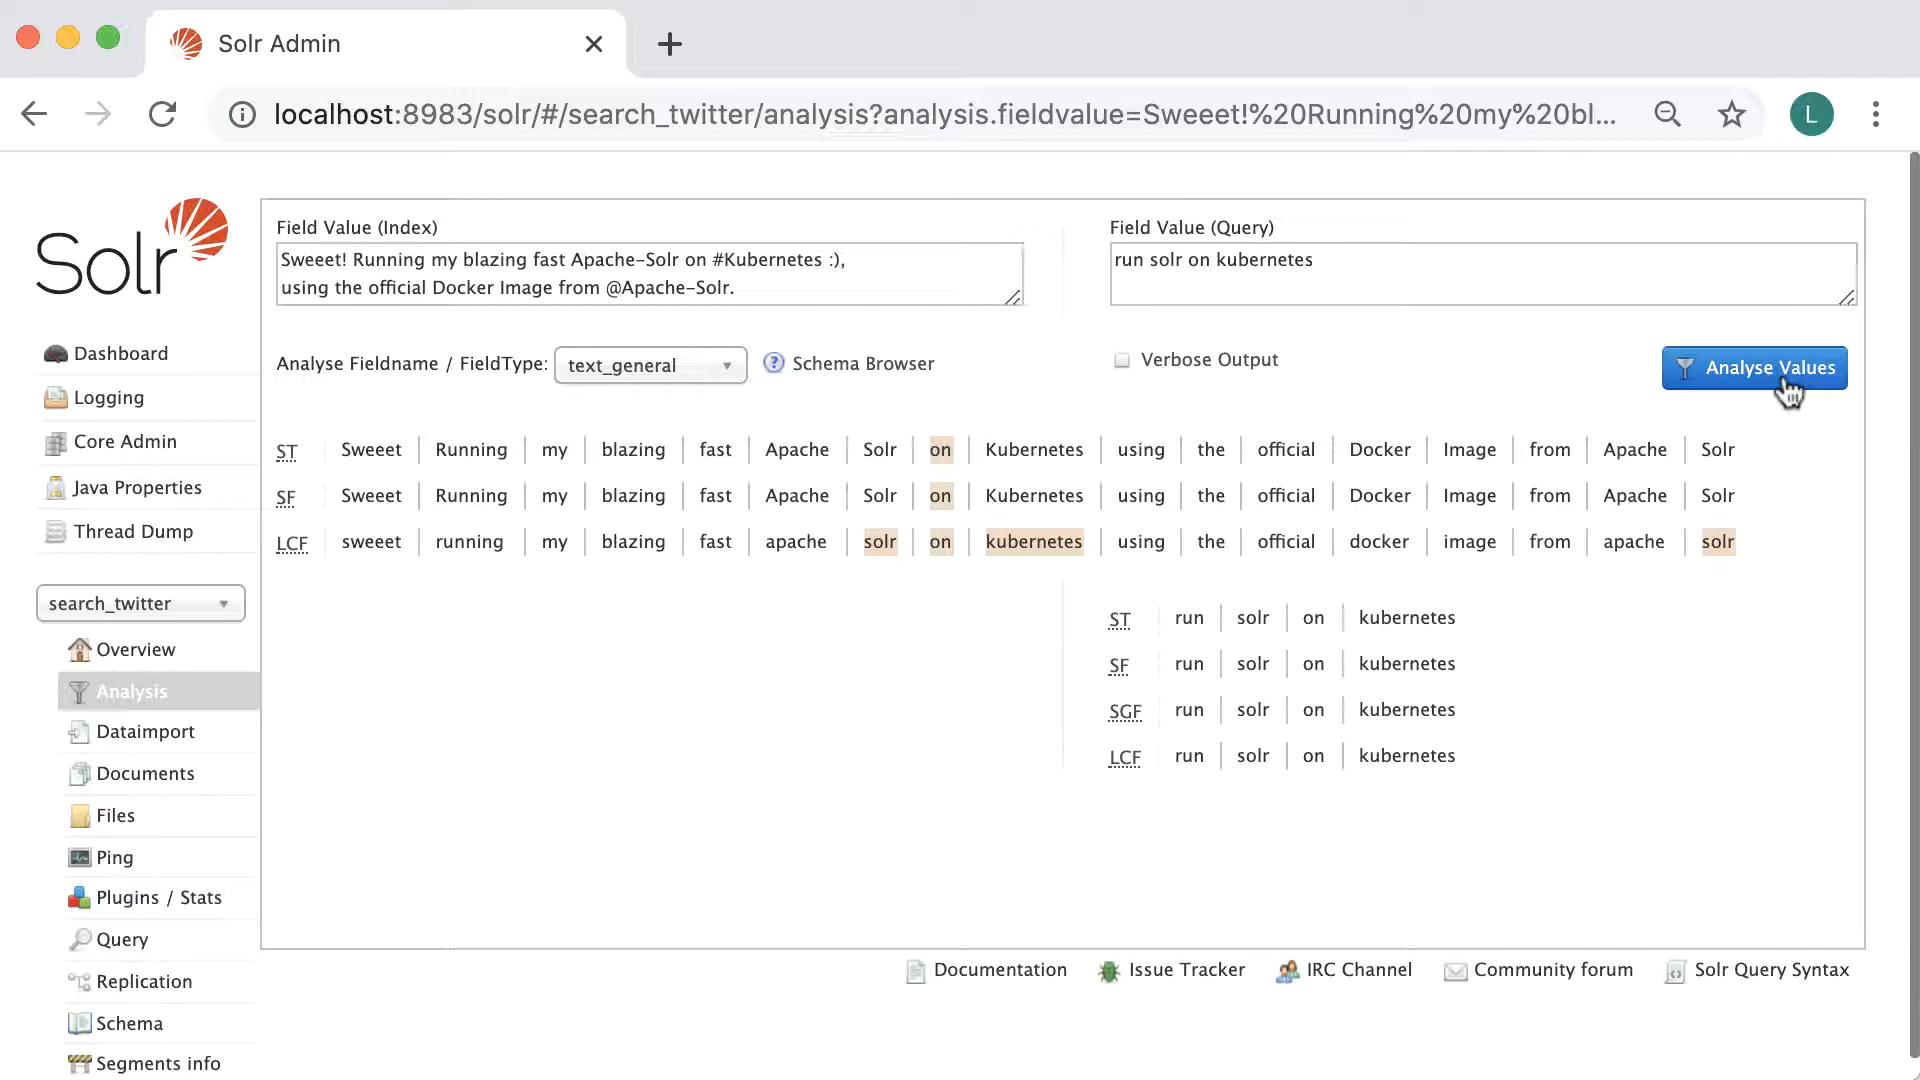 Solr Admin
localhost:8983/solr/#/search_twitter/analysis?analysis.fieldvalue=Sweeet!%20Running%20my%20bl...
L
Solr
Dashboard
Logging
Core Admin
Java Properties
Thread Dump
search_twitter
Overview
Analysis
Dataimport
Documents
Files
Ping
Plugins / Stats
Query
Replication
Schema
Segments info
Field Value (Index)
Sweeet! Running my blazing fast Apache-Solr on #Kubernetes :),
using the official Docker Image from @Apache-Solr.
Field Value (Query)
run solr on kubernetes
Analyse Fieldname / FieldType: text_general Schema Browser
Verbose Output
Analyse Values
ST Sweeet Running my blazing fast Apache Solr on Kubernetes using the official Docker Image from Apache Solr
SF Sweeet Running my blazing fast Apache Solr on Kubernetes using the official Docker Image from Apache Solr
LCF sweeet running my blazing fast apache solr on kubernetes using the official docker image from apache solr
ST run solr on kubernetes
SF run solr on kubernetes
SGF run solr on kubernetes
LCF run solr on kubernetes
Documentation Issue Tracker IRC Channel Community forum Solr Query Syntax